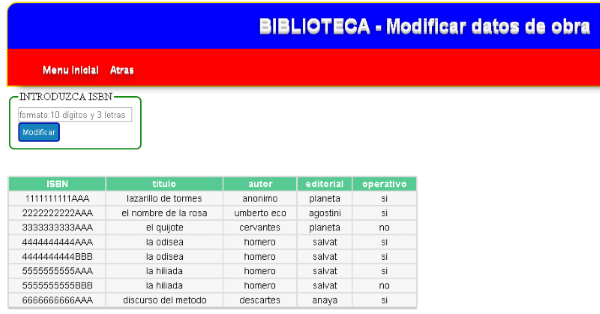 BIBLIOTECA - Modificar datos de obra
Menu Inicial Atras
INTRODUZCA ISBN
formato:10 digitos y 3 letras
Modificar
ISBN titulo autor editorial operativo
1111111111AAA lazarillo de tormes anonimo planeta si
2222222222AAA el nombre de la rosa umberto eco agostini si
3333333333AAA el quijote cervantes planeta no
4444444444AAA la odisea homero salvat si
4444444444BBB la odisea homero salvat si
5555555555AAA la hiliada homero salvat si
5555555555BBB la hiliada homero salvat no
6666666666AAA discurso del metodo descartes anaya si